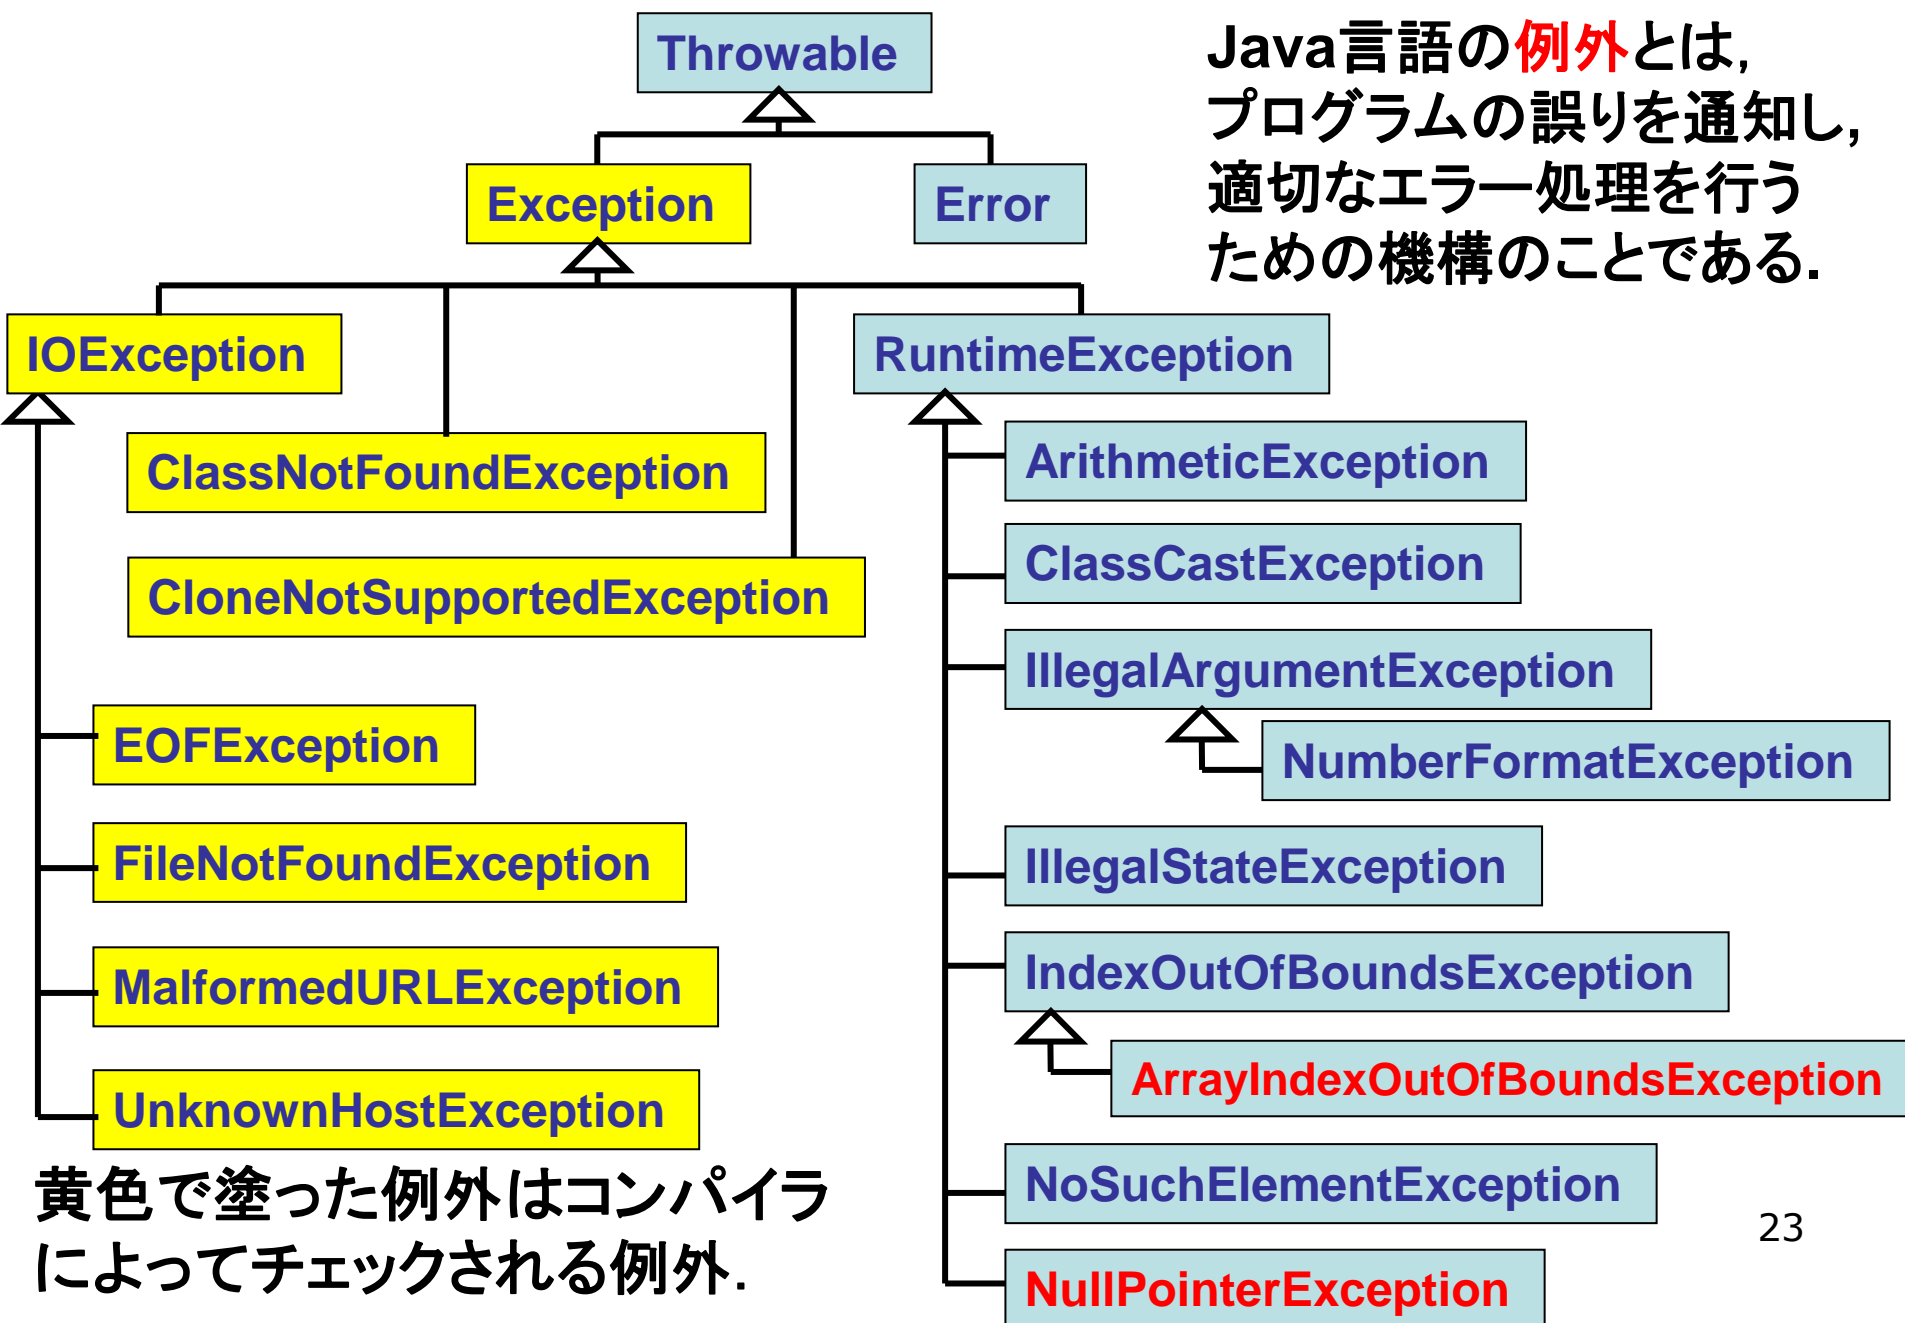 Throwable
Java言語の例外とは,
プログラムの誤りを通知し,
適切なエラー処理を行う
ための機構のことである.
Exception
Error
IOException
RuntimeException
ClassNotFoundException
CloneNotSupportedException
EOFException
FileNotFoundException
MalformedURLException
UnknownHostException
ArithmeticException
ClassCastException
IllegalArgumentException
NumberFormatException
IllegalStateException
IndexOutOfBoundsException
ArrayIndexOutOfBoundsException
NoSuchElementException
NullPointerException
黄色で塗った例外はコンパイラ
によってチェックされる例外.
23